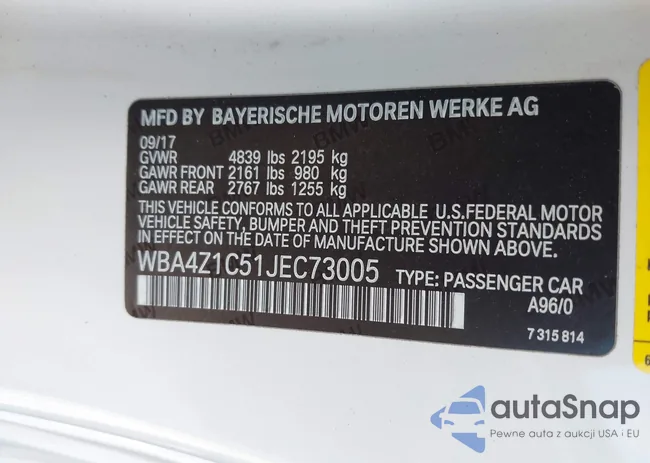 MFD BY BAYERISCHE MOTOREN WERKE AG
09/17
GVWR 4839 lbs 2195 kg
GAWR FRONT 2161 lbs 980 kg
GAWR REAR 2767 lbs 1255 kg
THIS VEHICLE CONFORMS TO ALL APPLICABLE U.S.FEDERAL MOTOR
VEHICLE SAFETY, BUMPER AND THEFT PREVENTION STANDARDS
IN EFFECT ON THE DATE OF MANUFACTURE SHOWN ABOVE.
WBA4Z1C51JEC73005 TYPE: PASSENGER CAR
A96/0
7 315 814
6
autaSnap
Pewne auta z aukcji USA i EU